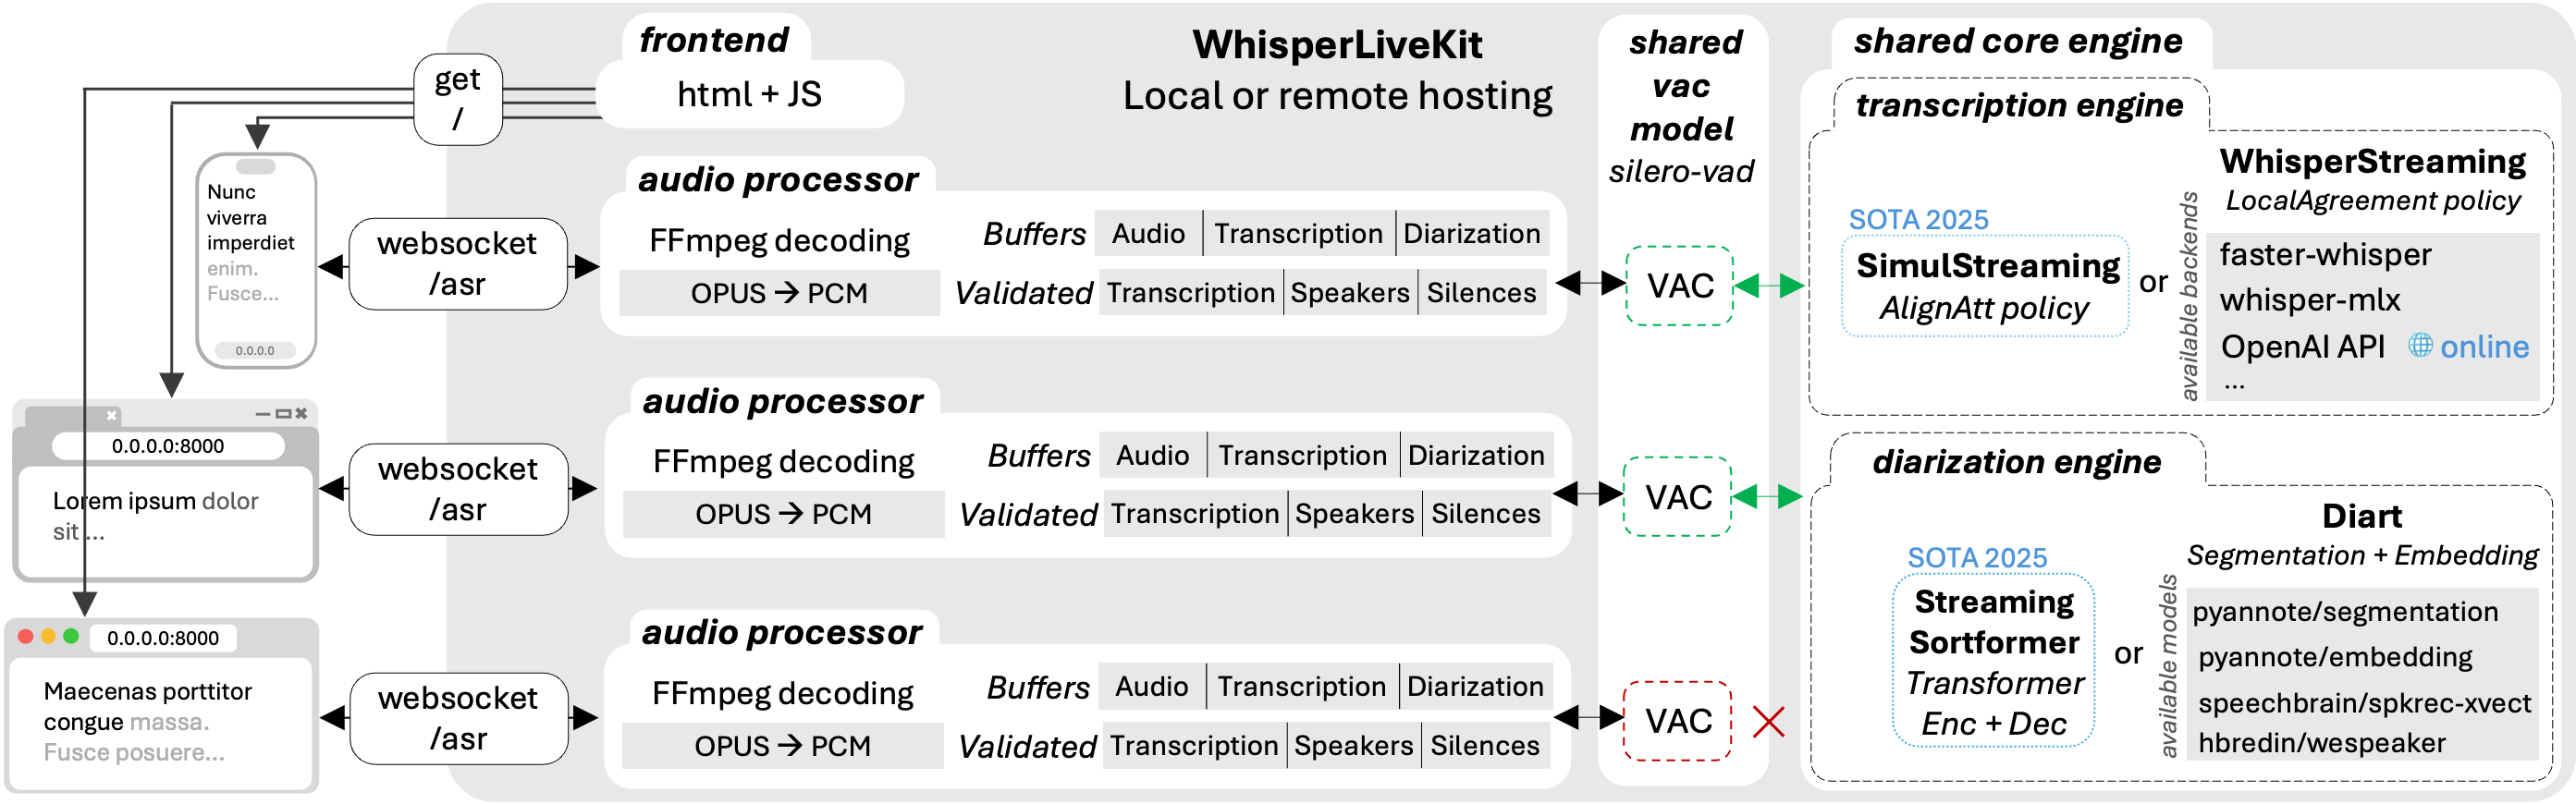 WhisperLiveKit
Local or remote hosting
frontend
html + JS
get
/
Nunc
viverra
imperdiet
enim.
Fusce...
0.0.0.0
websocket
/asr
audio processor
FFmpeg decoding
OPUS → PCM
Buffers Audio Transcription Diarization
Validated Transcription Speakers Silences
0.0.0.0:8000
Lorem ipsum dolor
sit ...
websocket
/asr
audio processor
FFmpeg decoding
OPUS → PCM
Buffers Audio Transcription Diarization
Validated Transcription Speakers Silences
0.0.0.0:8000
Maecenas porttitor
congue massa.
Fusce posuere...
websocket
/asr
audio processor
FFmpeg decoding
OPUS → PCM
Buffers Audio Transcription Diarization
Validated Transcription Speakers Silences
shared
vac
model
silero-vad
VAC
VAC
VAC
shared core engine
transcription engine
SOTA 2025
SimulStreaming
AlignAtt policy
or
WhisperStreaming
LocalAgreement policy
available backends
faster-whisper
whisper-mlx
OpenAI API 🌐 online
...
diarization engine
SOTA 2025
Streaming
Sortformer
Transformer
Enc + Dec
or
Diart
Segmentation + Embedding
available models
pyannote/segmentation
pyannote/embedding
speechbrain/spkrec-xvect
hbredin/wespeaker